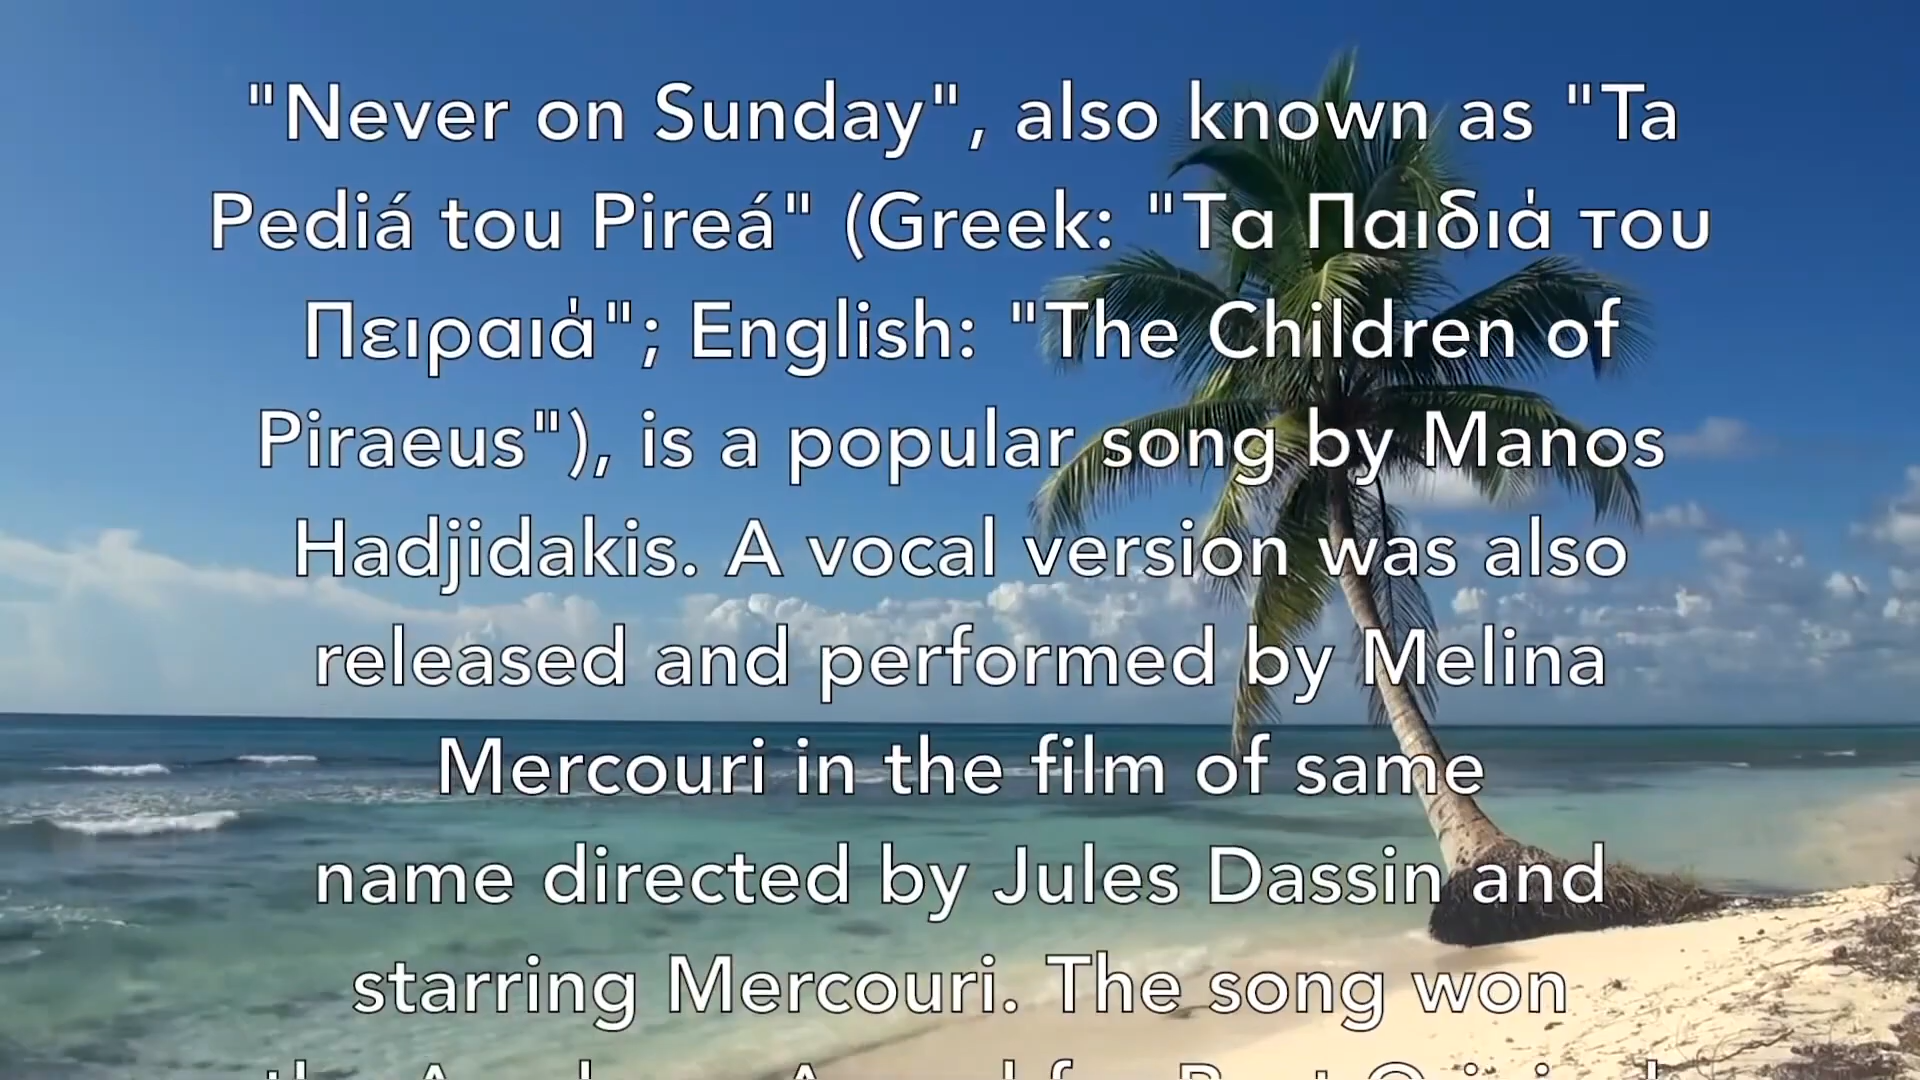 "Never on Sunday", also known as "Ta
Pediá tou Pireá" (Greek: "Τα Παιδιά του
Πειραιά"; English: "The Children of
Piraeus"), is a popular song by Manos
Hadjidakis. A vocal version was also
released and performed by Melina
Mercouri in the film of same
name directed by Jules Dassin and
starring Mercouri. The song won